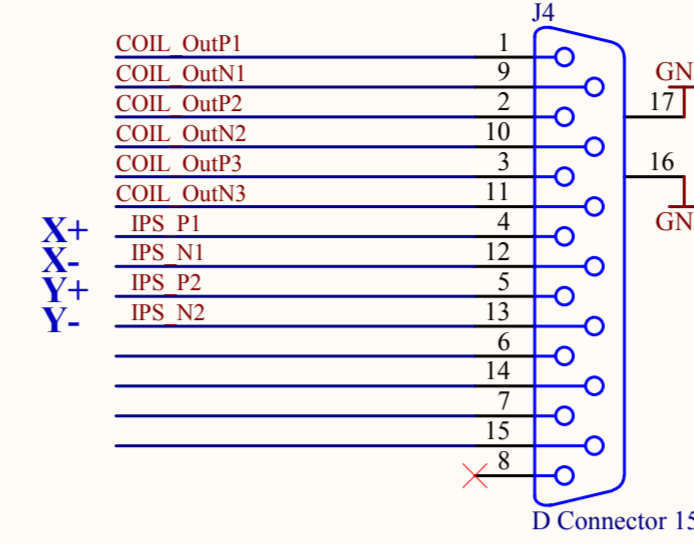 J4
COIL_OutP1 1
COIL_OutN1 9
GN
COIL_OutP2 2 17
COIL_OutN2 10
COIL_OutP3 3 16
COIL_OutN3 11
X+ IPS_P1 4 GN
X- IPS_N1 12
Y+ IPS_P2 5
Y- IPS_N2 13
6
14
7
15
8
D Connector 15